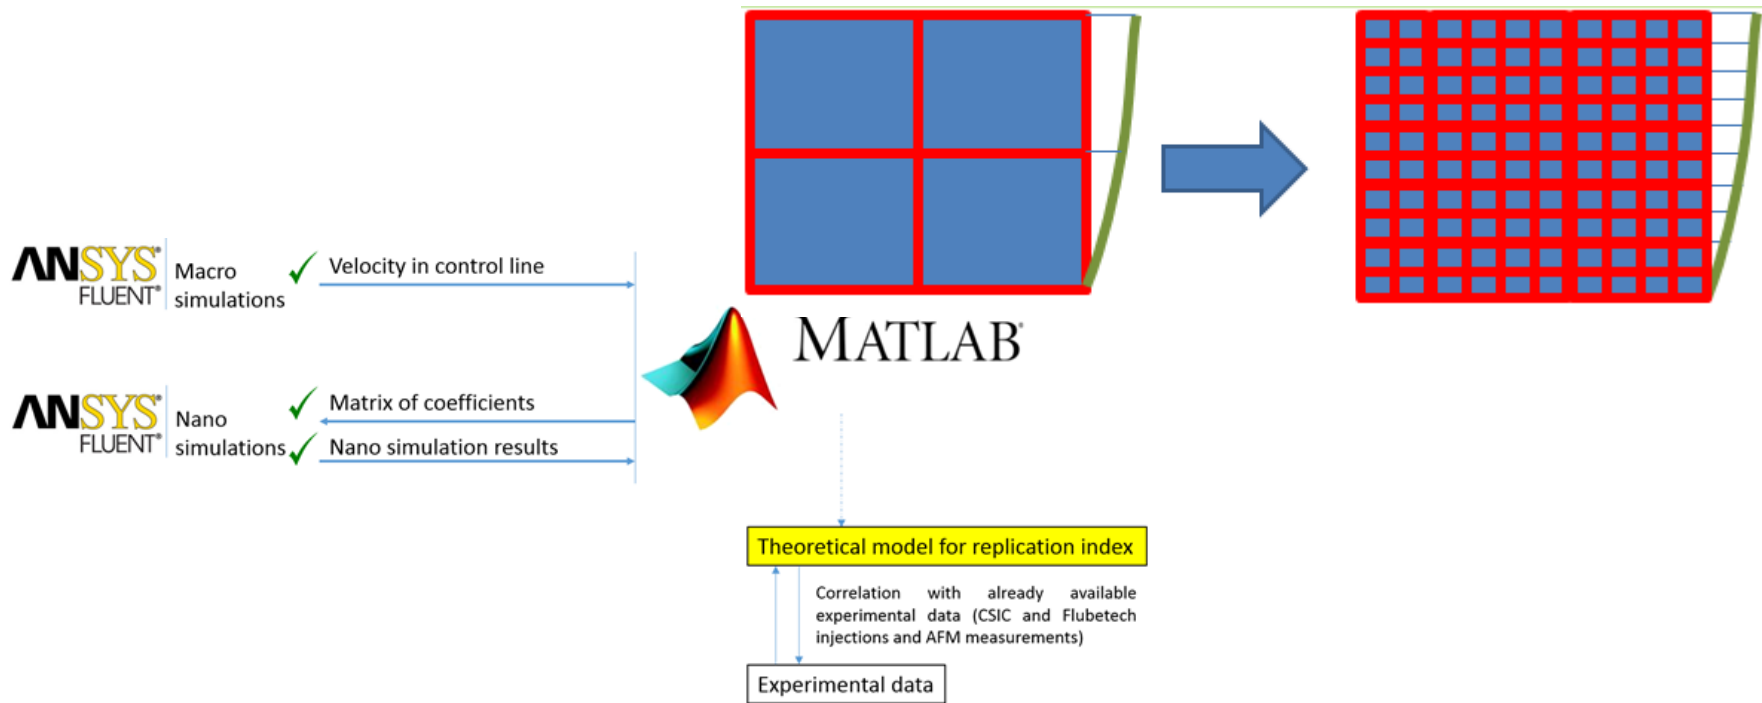 ANSYS®
FLUENT®
Macro
simulations
Velocity in control line
MATLAB®
ANSYS®
FLUENT®
Nano
simulations
Matrix of coefficients
Nano simulation results
Theoretical model for replication index
Correlation with already available
experimental data (CSIC and Flubetech
injections and AFM measurements)
Experimental data